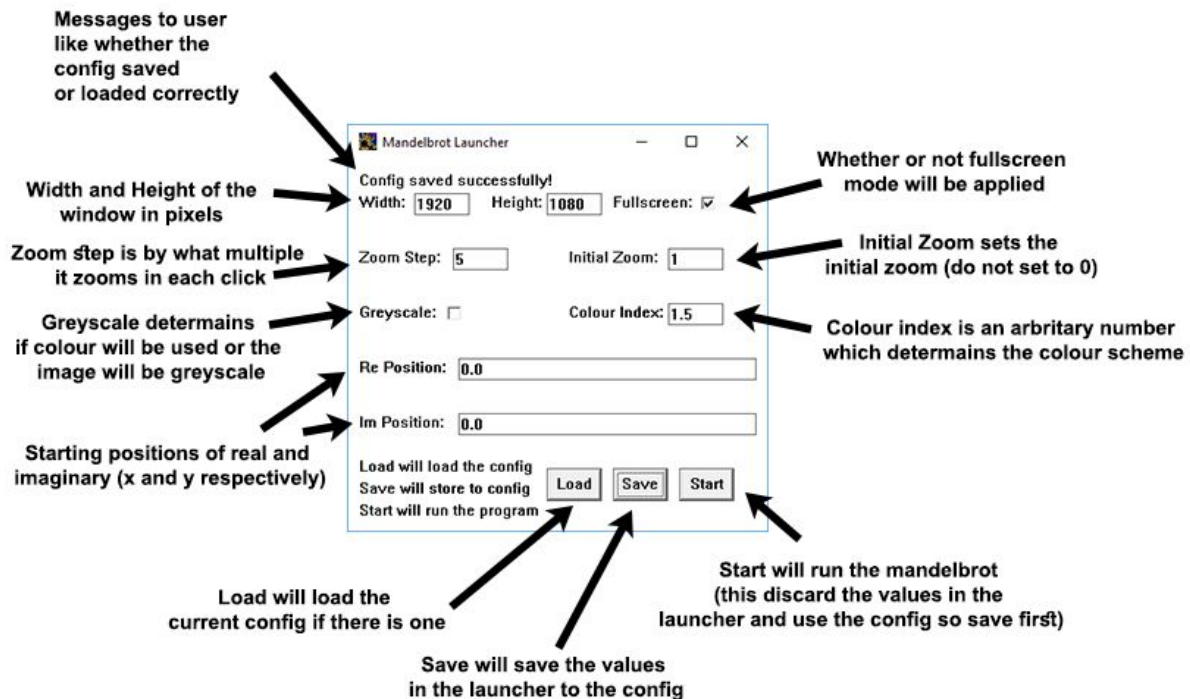 Messages to user
like whether the
config saved
or loaded correctly
Mandelbrot Launcher
Config saved successfully!
Width: 1920 Height: 1080 Fullscreen:
Width and Height of the
window in pixels
Whether or not fullscreen
mode will be applied
Zoom step is by what multiple
it zooms in each click
Zoom Step: 5 Initial Zoom: 1
Initial Zoom sets the
initial zoom (do not set to 0)
Greyscale: Colour Index: 1.5
Greyscale determains
if colour will be used or the
image will be greyscale
Colour index is an arbritary number
which determains the colour scheme
Re Position: 0.0
Im Position: 0.0
Starting positions of real and
imaginary (x and y respectively)
Load will load the config
Save will store to config
Start will run the program
Load Save Start
Start will run the mandelbrot
(this discard the values in the
launcher and use the config so save first)
Load will load the
current config if there is one
Save will save the values
in the launcher to the config